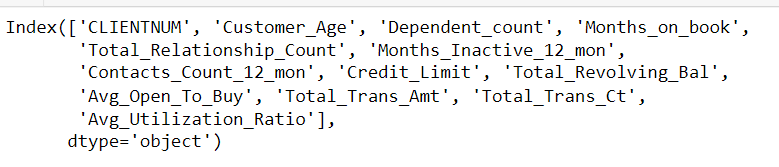 Index(['CLIENTNUM', 'Customer_Age', 'Dependent_count', 'Months_on_book',
'Total_Relationship_Count', 'Months_Inactive_12_mon',
'Contacts_Count_12_mon', 'Credit_Limit', 'Total_Revolving_Bal',
'Avg_Open_To_Buy', 'Total_Trans_Amt', 'Total_Trans_Ct',
'Avg_Utilization_Ratio'],
dtype='object')